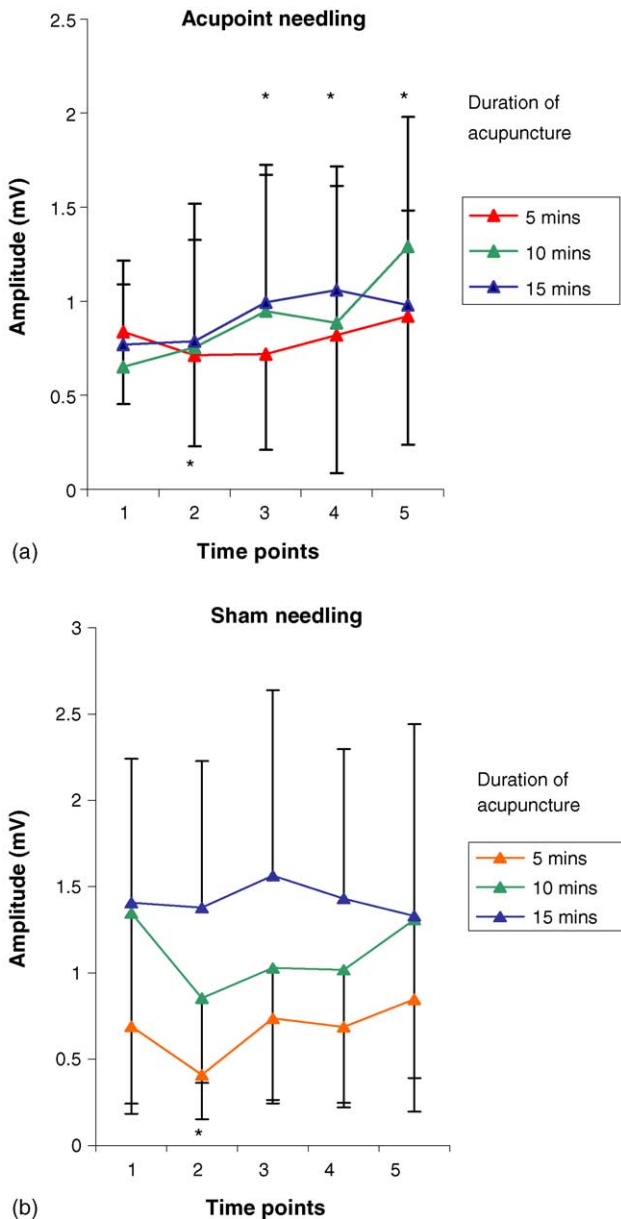 Acupoint needling
2.5
2
1.5
1
0.5
0
* * *
*
Amplitude (mV)
1 2 3 4 5
Time points
Duration of
acupuncture
5 mins
10 mins
15 mins
(a)
Sham needling
3
2.5
2
1.5
1
0.5
0
*
Amplitude (mV)
1 2 3 4 5
Time points
Duration of
acupuncture
5 mins
10 mins
15 mins
(b)